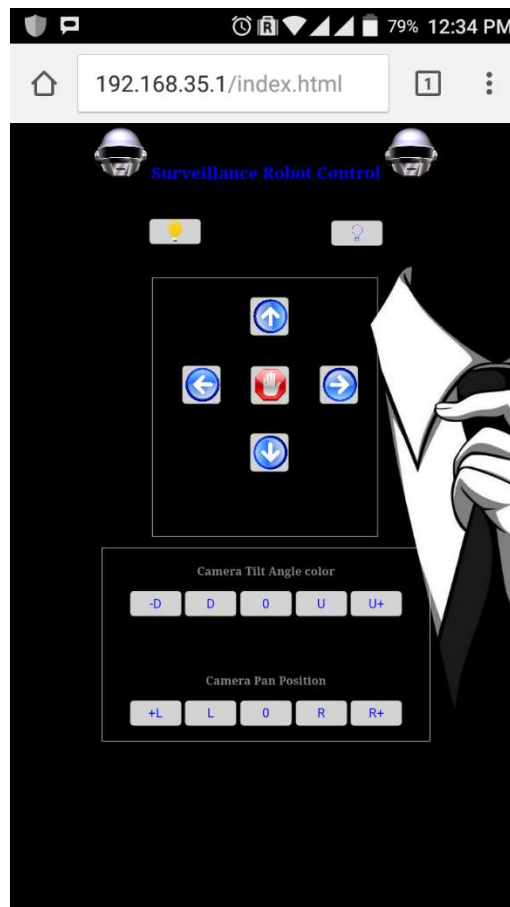 79% 12:34 PM
192.168.35.1/index.html
1
Surveillance Robot Control
Camera Tilt Angle color
-D D 0 U U+
Camera Pan Position
+L L 0 R R+